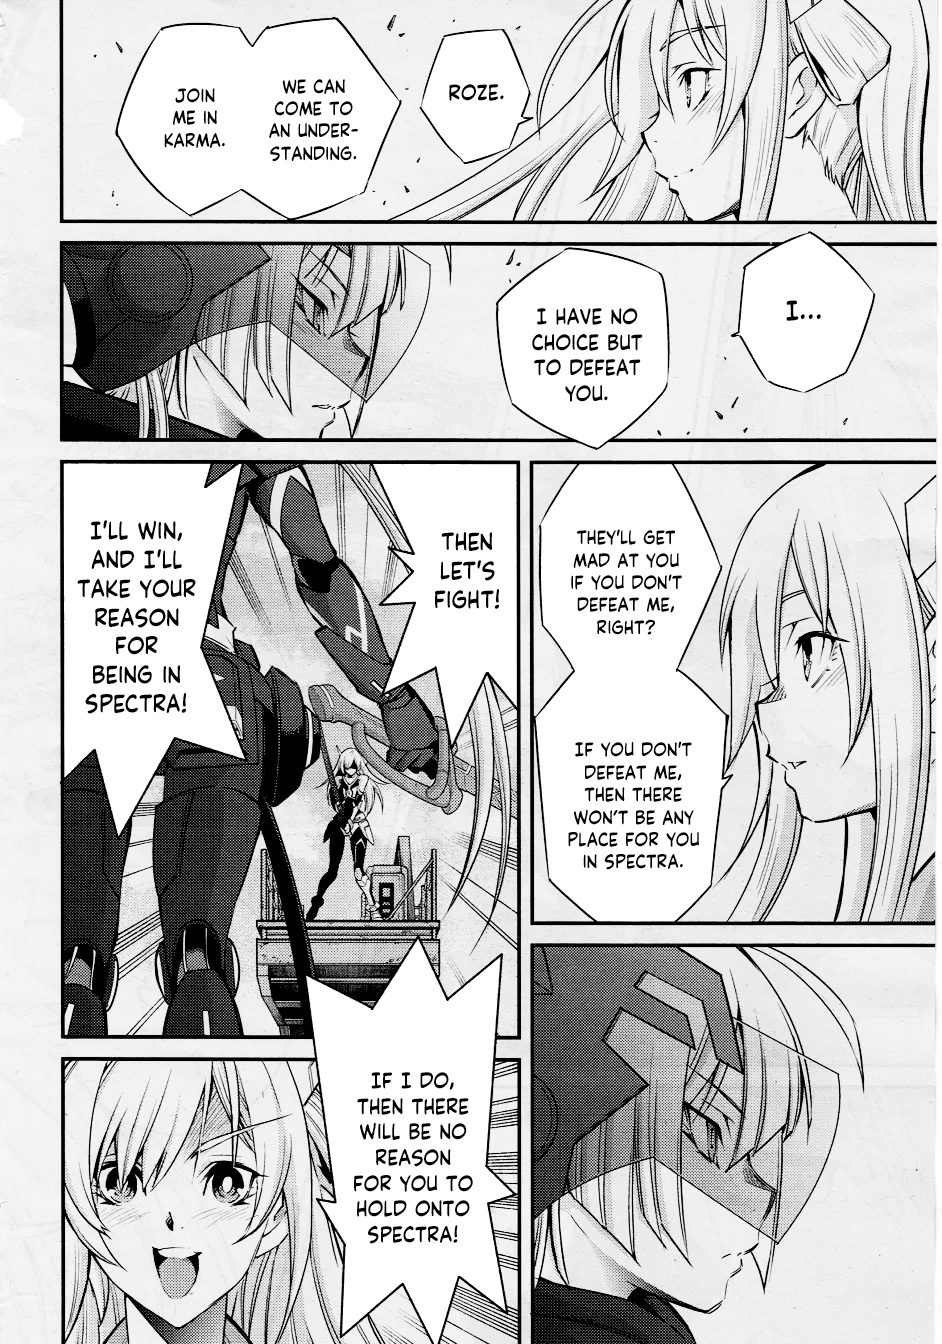 ROZE.
WE CAN
COME TO
AN UNDER-
STANDING.
JOIN
ME IN
KARMA.
I...
I HAVE NO
CHOICE BUT
TO DEFEAT
YOU.
THEY'LL GET
MAD AT YOU
IF YOU DON'T
DEFEAT ME,
RIGHT?
IF YOU DON'T
DEFEAT ME,
THEN THERE
WON'T BE ANY
PLACE FOR YOU
IN SPECTRA.
THEN
LET'S
FIGHT!
I'LL WIN,
AND I'LL
TAKE YOUR
REASON
FOR
BEING IN
SPECTRA!
IF I DO,
THEN THERE
WILL BE NO
REASON
FOR YOU TO
HOLD ONTO
SPECTRA!